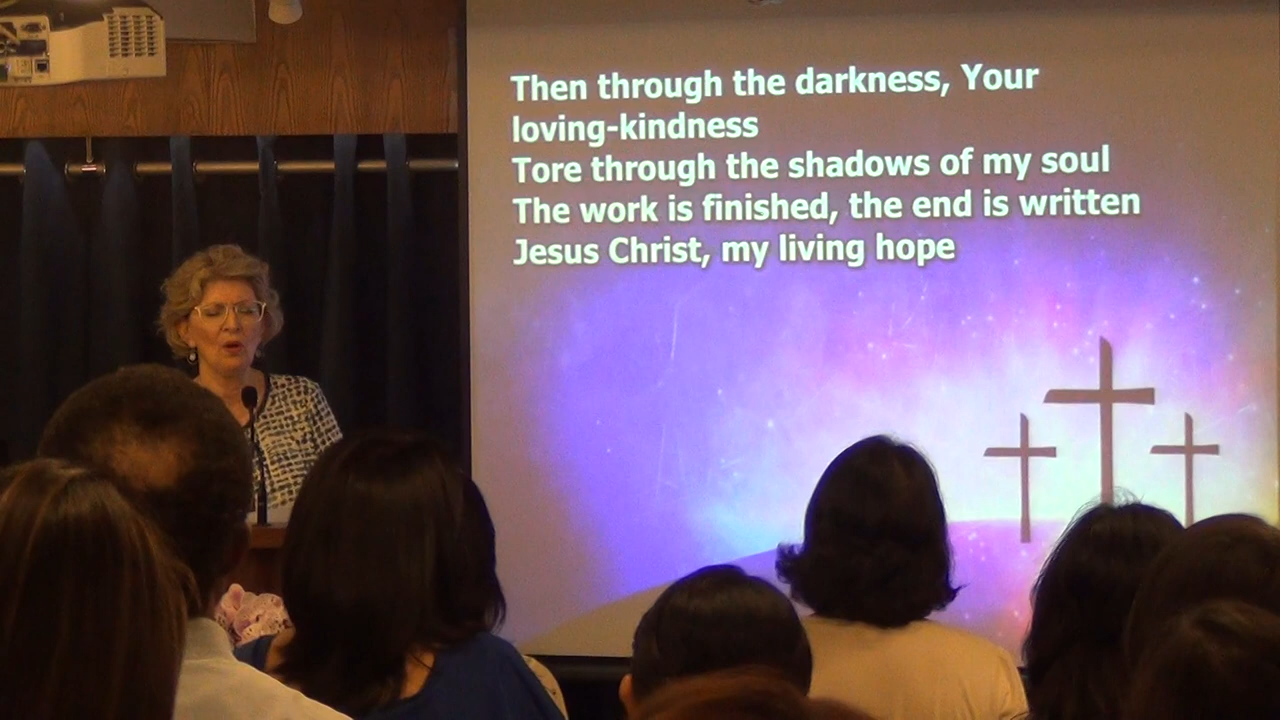 Then through the darkness, Your
loving-kindness
Tore through the shadows of my soul
The work is finished, the end is written
Jesus Christ, my living hope